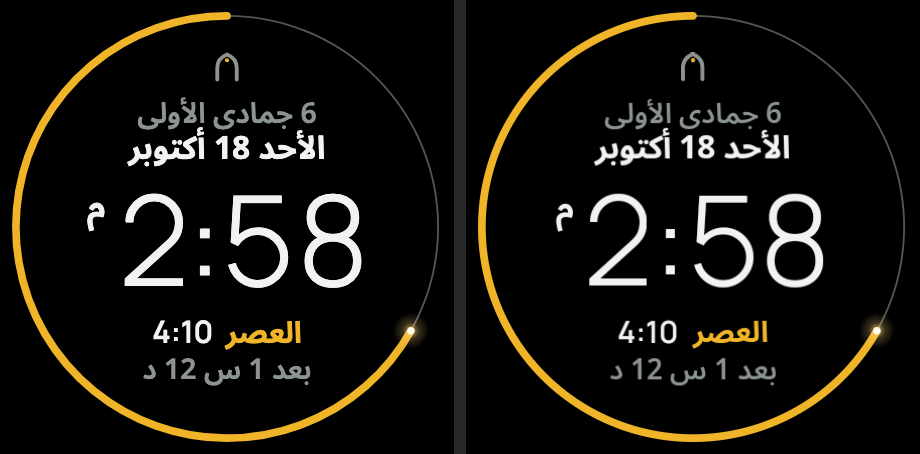 6 جمادى الأولى
الأحد 18 أكتوبر
2:58 م
العصر 4:10
بعد 1 س 12 د
6 جمادى الأولى
الأحد 18 أكتوبر
2:58 م
العصر 4:10
بعد 1 س 12 د